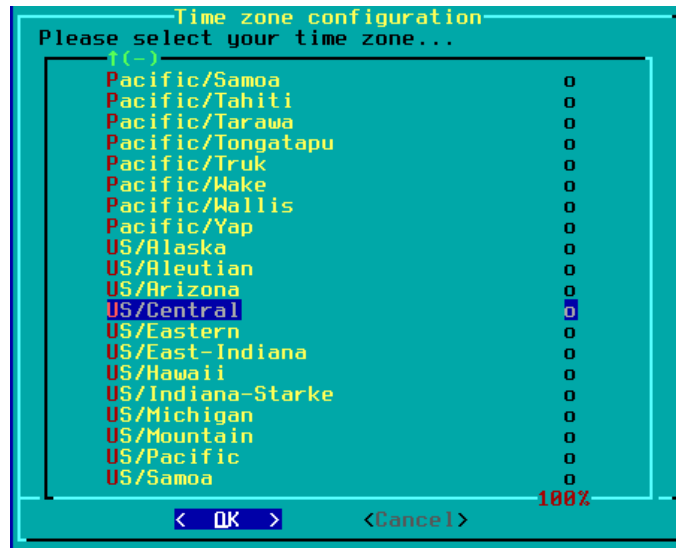 Time zone configuration
Please select your time zone...
↑(-)
Pacific/Samoa o
Pacific/Tahiti o
Pacific/Tarawa o
Pacific/Tongatapu o
Pacific/Truk o
Pacific/Wake o
Pacific/Wallis o
Pacific/Yap o
US/Alaska o
US/Aleutian o
US/Arizona o
US/Central o
US/Eastern o
US/East-Indiana o
US/Hawaii o
US/Indiana-Starke o
US/Michigan o
US/Mountain o
US/Pacific o
US/Samoa o
100%
< OK > <Cancel>